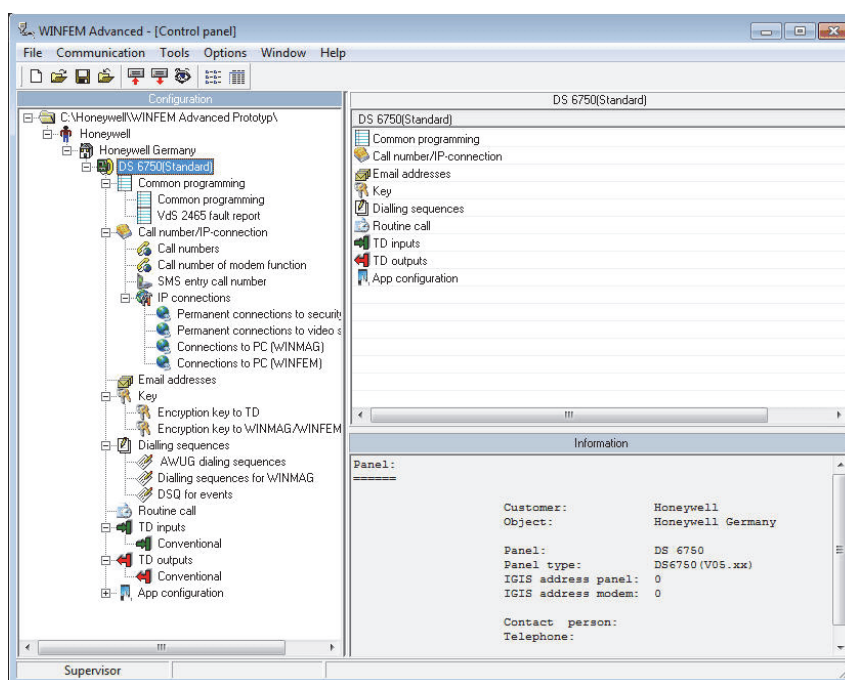 WINFEM Advanced - [Control panel]
File Communication Tools Options Window Help
Configuration
C:\Honeywell\WINFEM Advanced Prototyp\
Honeywell
Honeywell Germany
DS 6750(Standard)
Common programming
Common programming
VdS 2465 fault report
Call number/IP-connection
Call numbers
Call number of modem function
SMS entry call number
IP connections
Permanent connections to security
Permanent connections to video s
Connections to PC (WINMAG)
Connections to PC (WINFEM)
Email addresses
Key
Encryption key to TD
Encryption key to WINMAG/WINFEM
Dialling sequences
AWUG dialing sequences
Dialling sequences for WINMAG
DSQ for events
Routine call
TD inputs
Conventional
TD outputs
Conventional
App configuration
DS 6750(Standard)
DS 6750(Standard)
Common programming
Call number/IP-connection
Email addresses
Key
Dialling sequences
Routine call
TD inputs
TD outputs
App configuration
Information
Panel:
======
Customer: Honeywell
Object: Honeywell Germany
Panel: DS 6750
Panel type: DS6750(V05.xx)
IGIS address panel: 0
IGIS address modem: 0
Contact person:
Telephone:
Supervisor